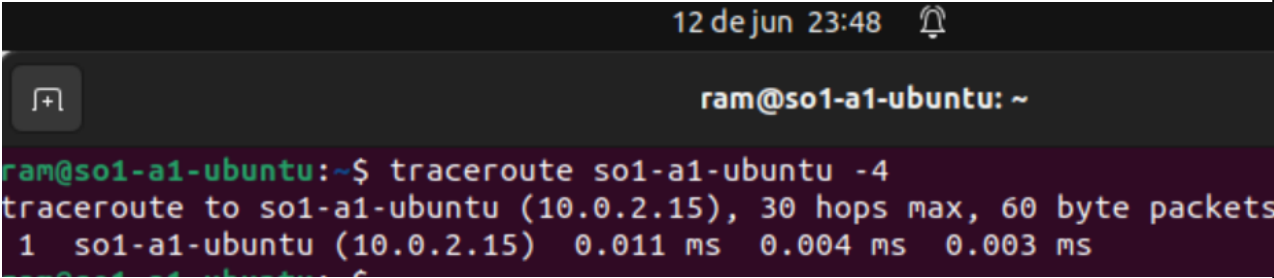 12 de jun 23:48
ram@so1-a1-ubuntu: ~
ram@so1-a1-ubuntu:~$ traceroute so1-a1-ubuntu -4
traceroute to so1-a1-ubuntu (10.0.2.15), 30 hops max, 60 byte packets
1 so1-a1-ubuntu (10.0.2.15) 0.011 ms 0.004 ms 0.003 ms